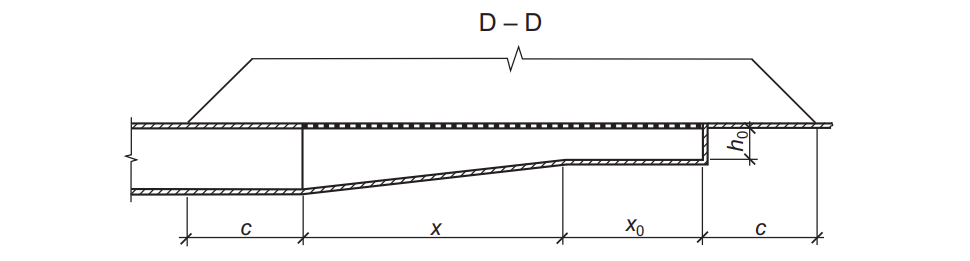 D – D
h₀
c x x₀ c